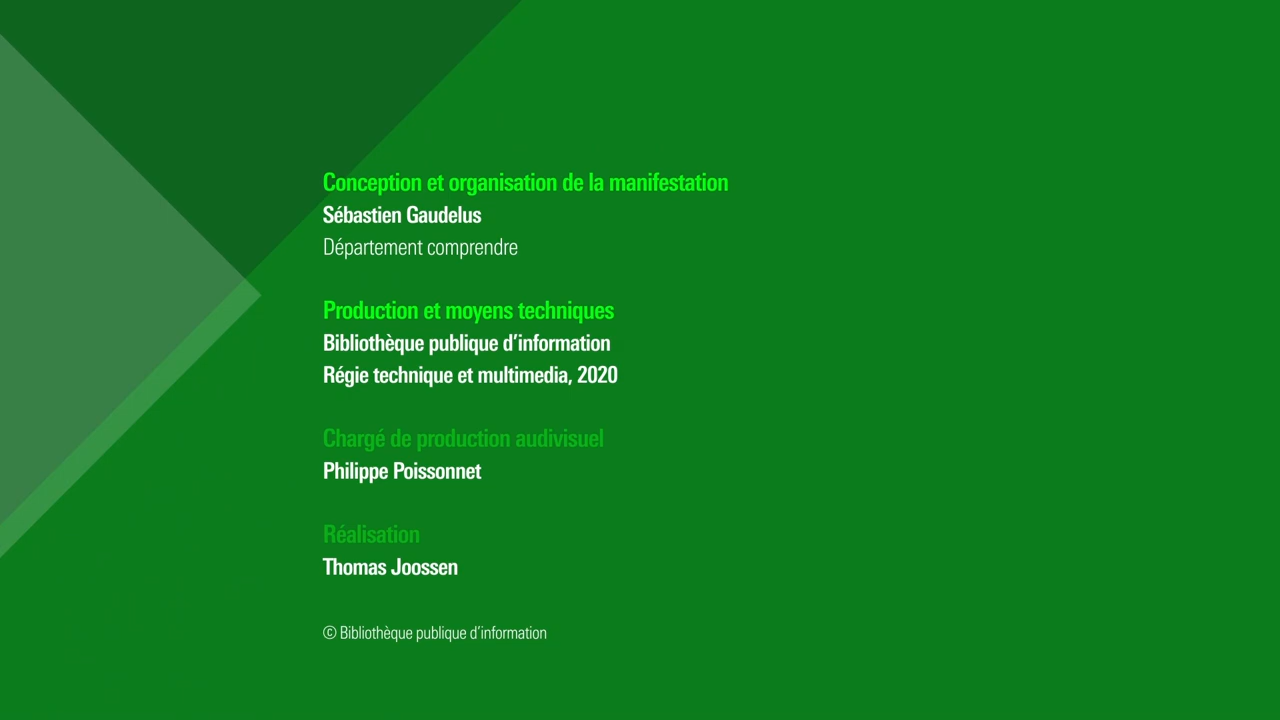 Conception et organisation de la manifestation
Sébastien Gaudelus
Département comprendre
Production et moyens techniques
Bibliothèque publique d’information
Régie technique et multimedia, 2020
Chargé de production audivisuel
Philippe Poissonnet
Réalisation
Thomas Joossen
© Bibliothèque publique d’information